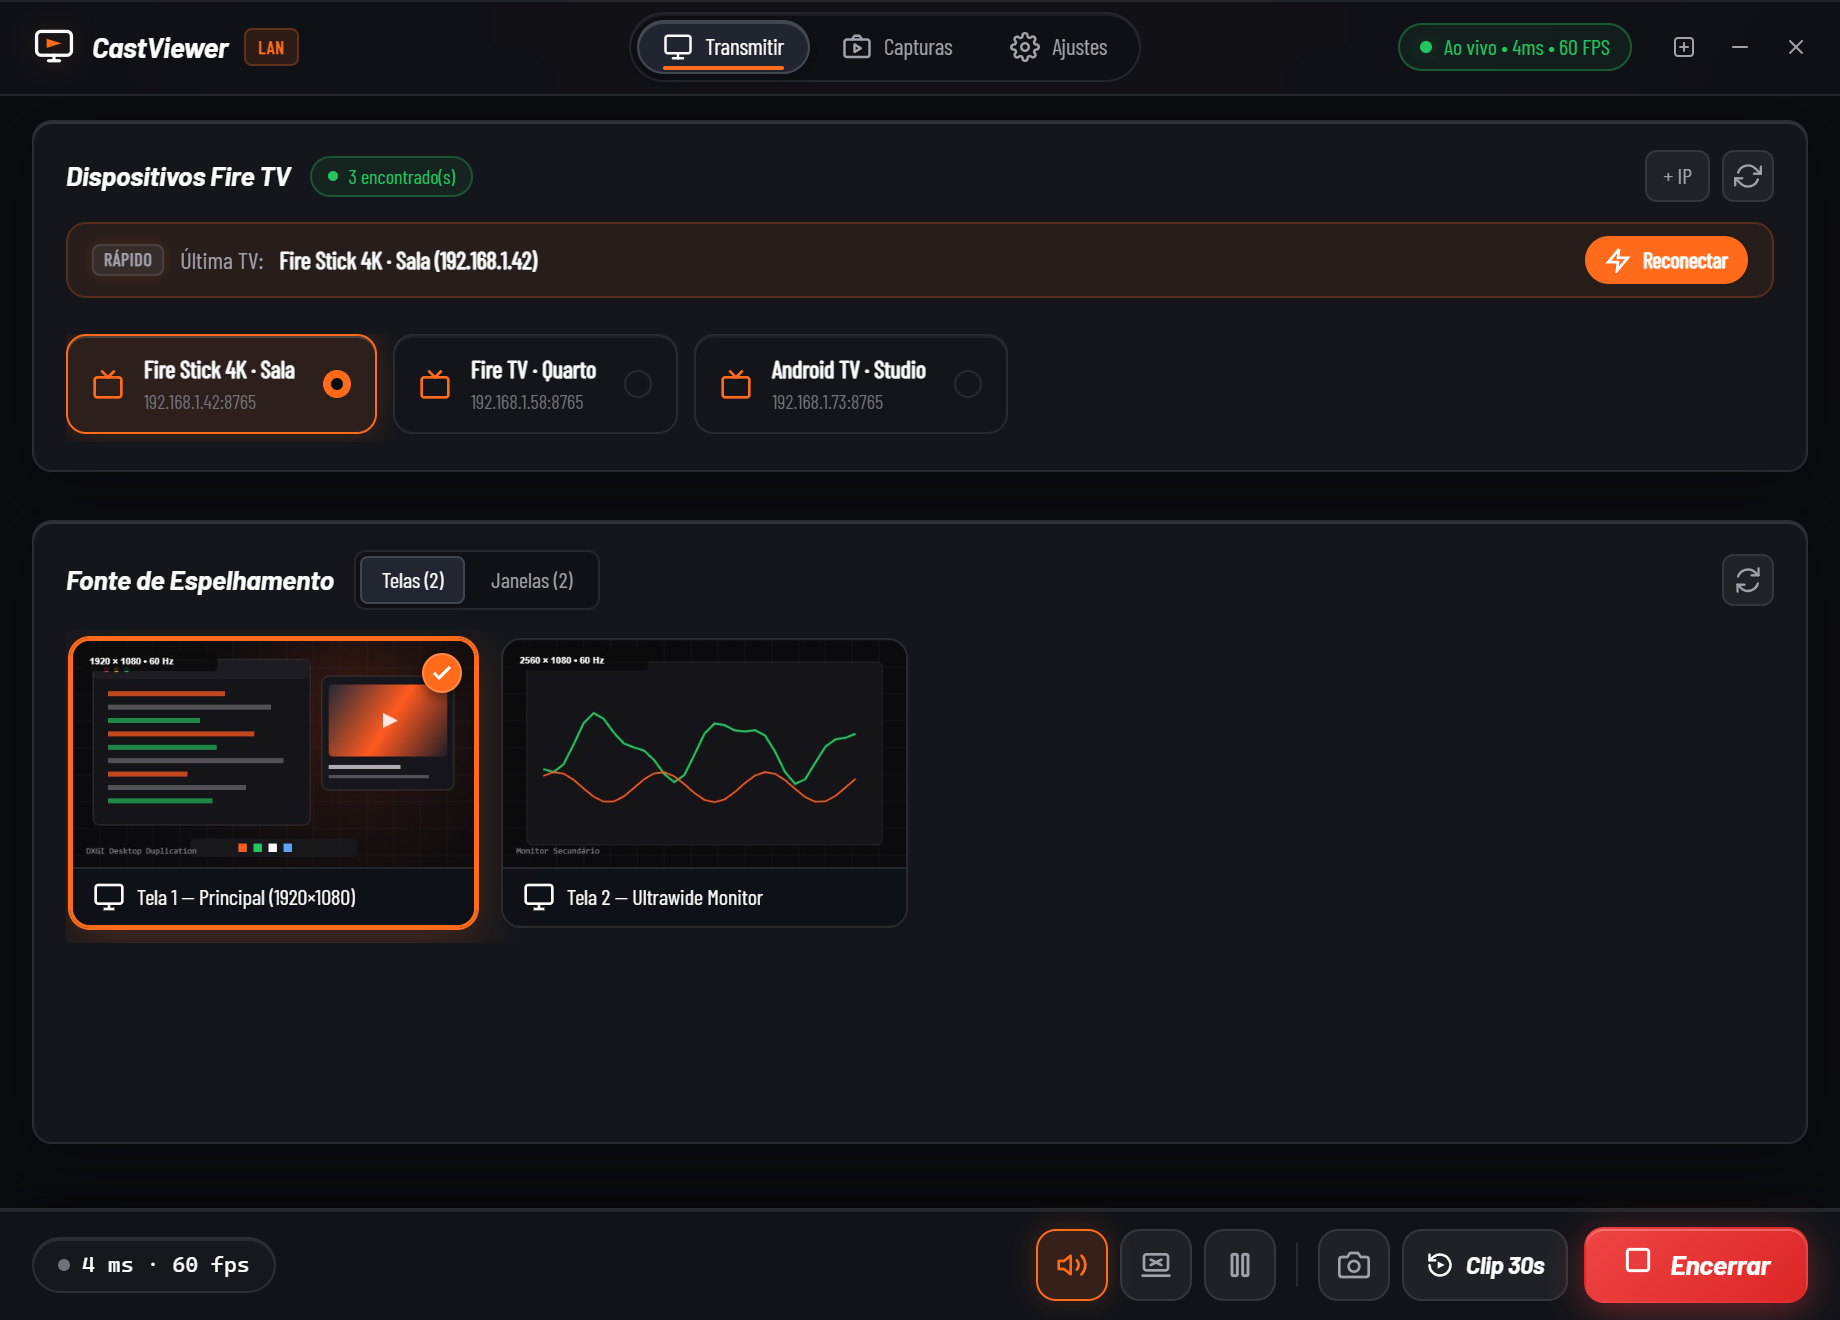 CastViewer LAN
Transmitir
Capturas
Ajustes
Ao vivo • 4ms • 60 FPS
Dispositivos Fire TV
3 encontrado(s)
+ IP
RÁPIDO Última TV: Fire Stick 4K · Sala (192.168.1.42)
Reconectar
Fire Stick 4K · Sala
192.168.1.42:8765
Fire TV · Quarto
192.168.1.58:8765
Android TV · Studio
192.168.1.73:8765
Fonte de Espelhamento
Telas (2)
Janelas (2)
1920 × 1080 • 60 Hz
DXGI Desktop Duplication
Tela 1 — Principal (1920×1080)
2560 × 1080 • 60 Hz
Monitor Secundário
Tela 2 — Ultrawide Monitor
4 ms · 60 fps
Clip 30s
Encerrar